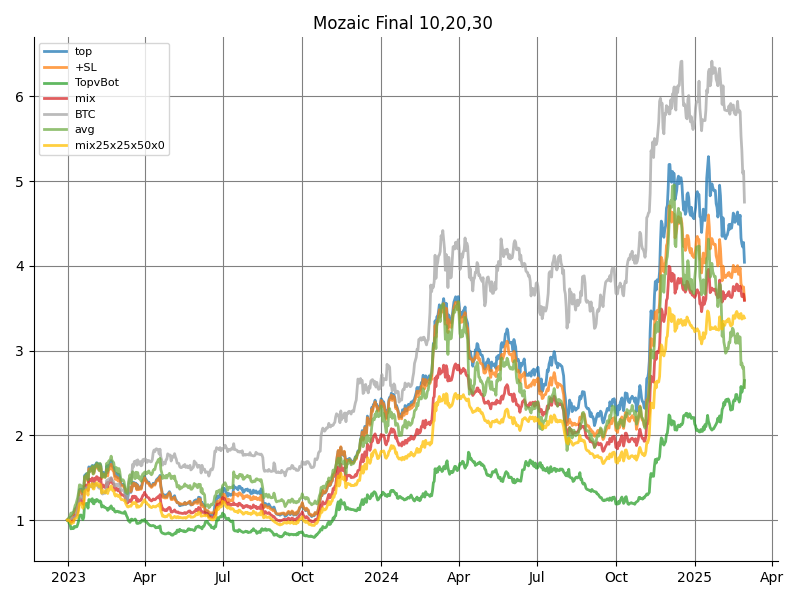 Mozaic Final 10,20,30
top
+SL
TopvBot
mix
BTC
avg
mix25x25x50x0
6
5
4
3
2
1
2023 Apr Jul Oct 2024 Apr Jul Oct 2025 Apr